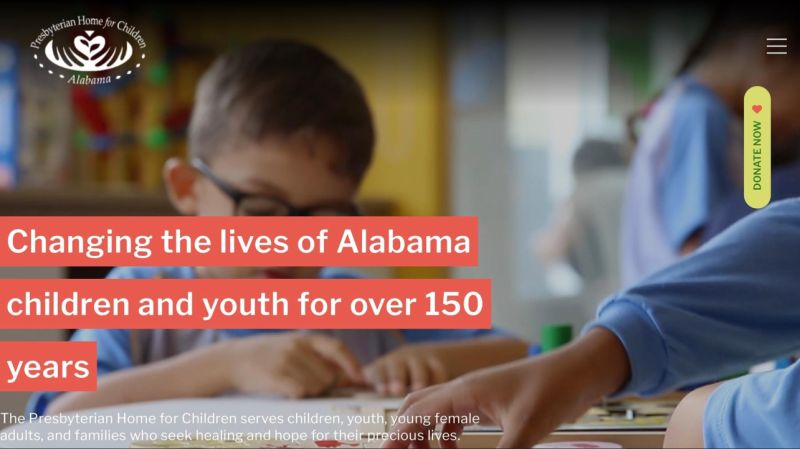 Presbyterian Home for Children
Alabama
DONATE NOW
Changing the lives of Alabama
children and youth for over 150
years
The Presbyterian Home for Children serves children, youth, young female
adults, and families who seek healing and hope for their precious lives.